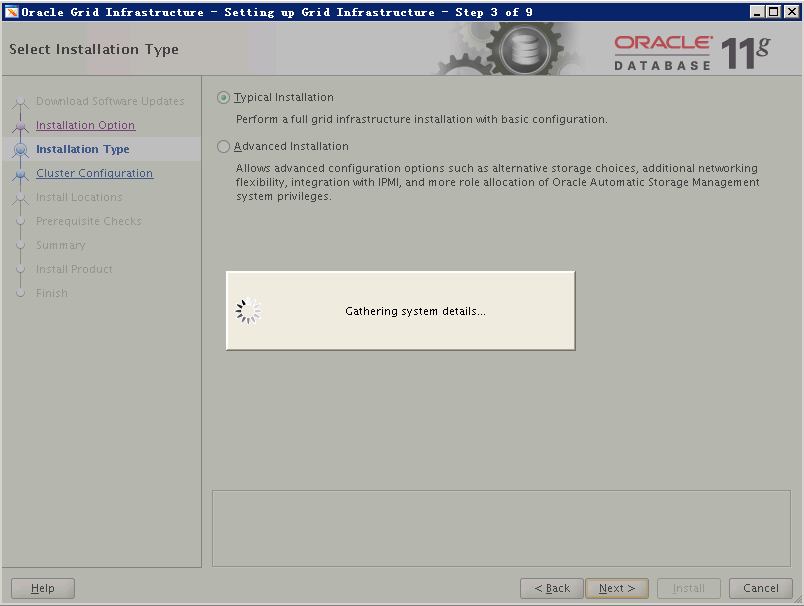 Oracle Grid Infrastructure - Setting up Grid Infrastructure - Step 3 of 9
Select Installation Type
ORACLE
DATABASE
11g
Download Software Updates
Installation Option
Installation Type
Cluster Configuration
Install Locations
Prerequisite Checks
Summary
Install Product
Finish
Typical Installation
Perform a full grid infrastructure installation with basic configuration.
Advanced Installation
Allows advanced configuration options such as alternative storage choices, additional networking
flexibility, integration with IPMI, and more role allocation of Oracle Automatic Storage Management
system privileges.
Gathering system details...
Help
< Back
Next >
Install
Cancel